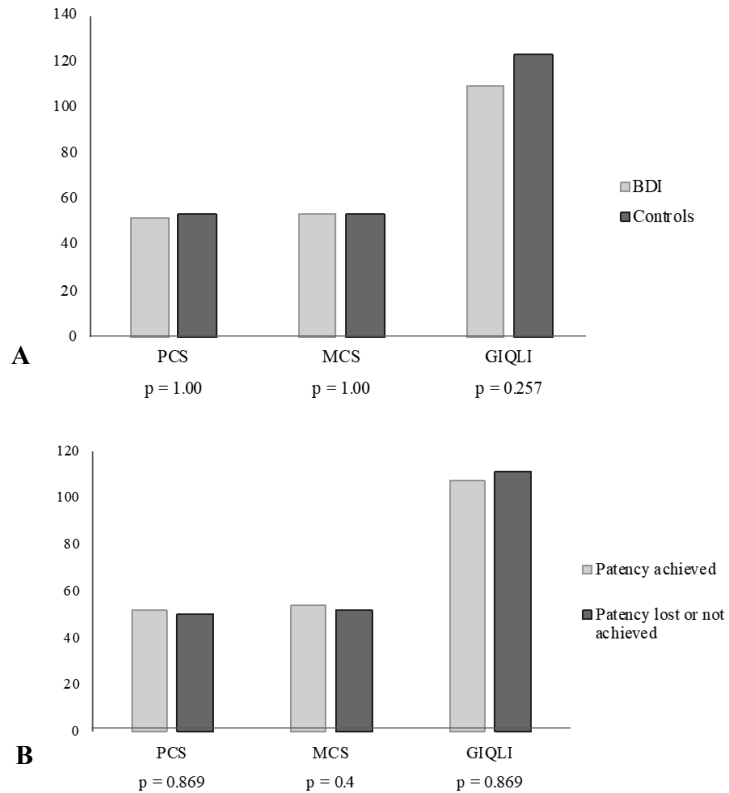 140
120
100
80
60
40
20
0
BDI
Controls
A
PCS MCS GIQLI
p = 1.00 p = 1.00 p = 0.257
120
100
80
60
40
20
0
Patency achieved
Patency lost or not
achieved
B
PCS MCS GIQLI
p = 0.869 p = 0.4 p = 0.869